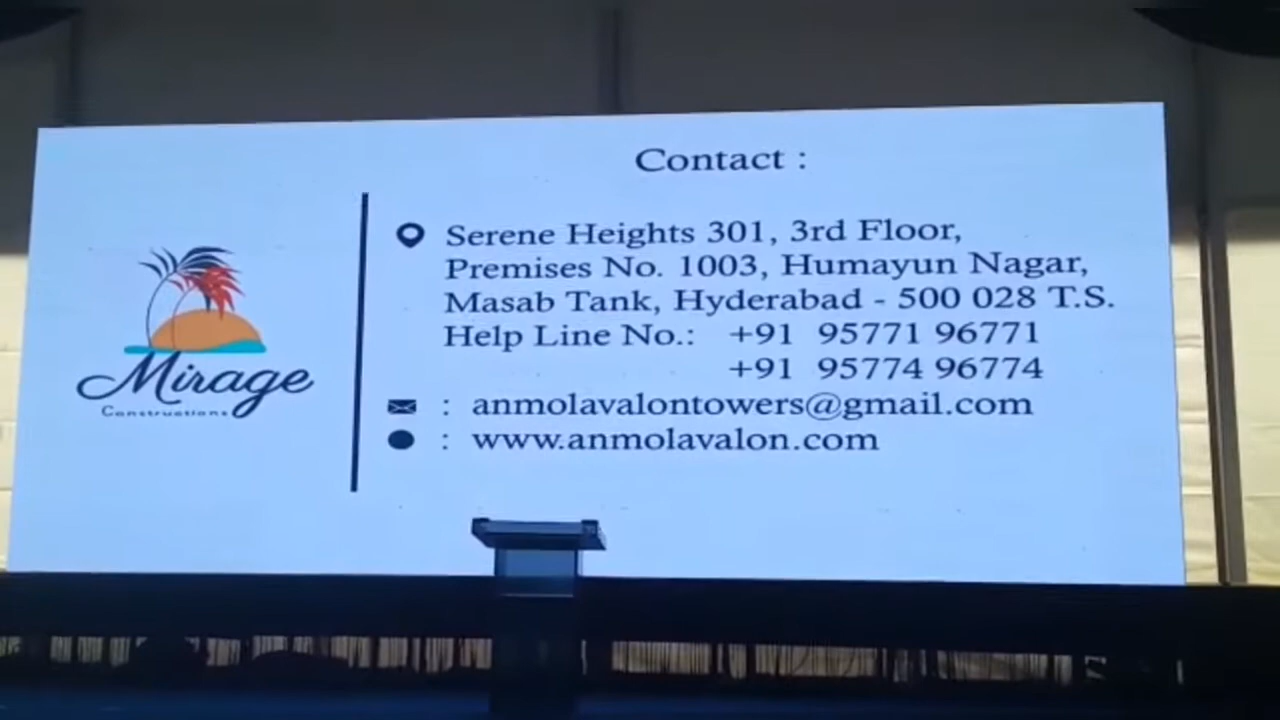 Contact :
Serene Heights 301, 3rd Floor,
Premises No. 1003, Humayun Nagar,
Masab Tank, Hyderabad - 500 028 T.S.
Help Line No.: +91 95771 96771
+91 95774 96774
: anmolavalontowers@gmail.com
: www.anmolavalon.com
Mirage
Constructions